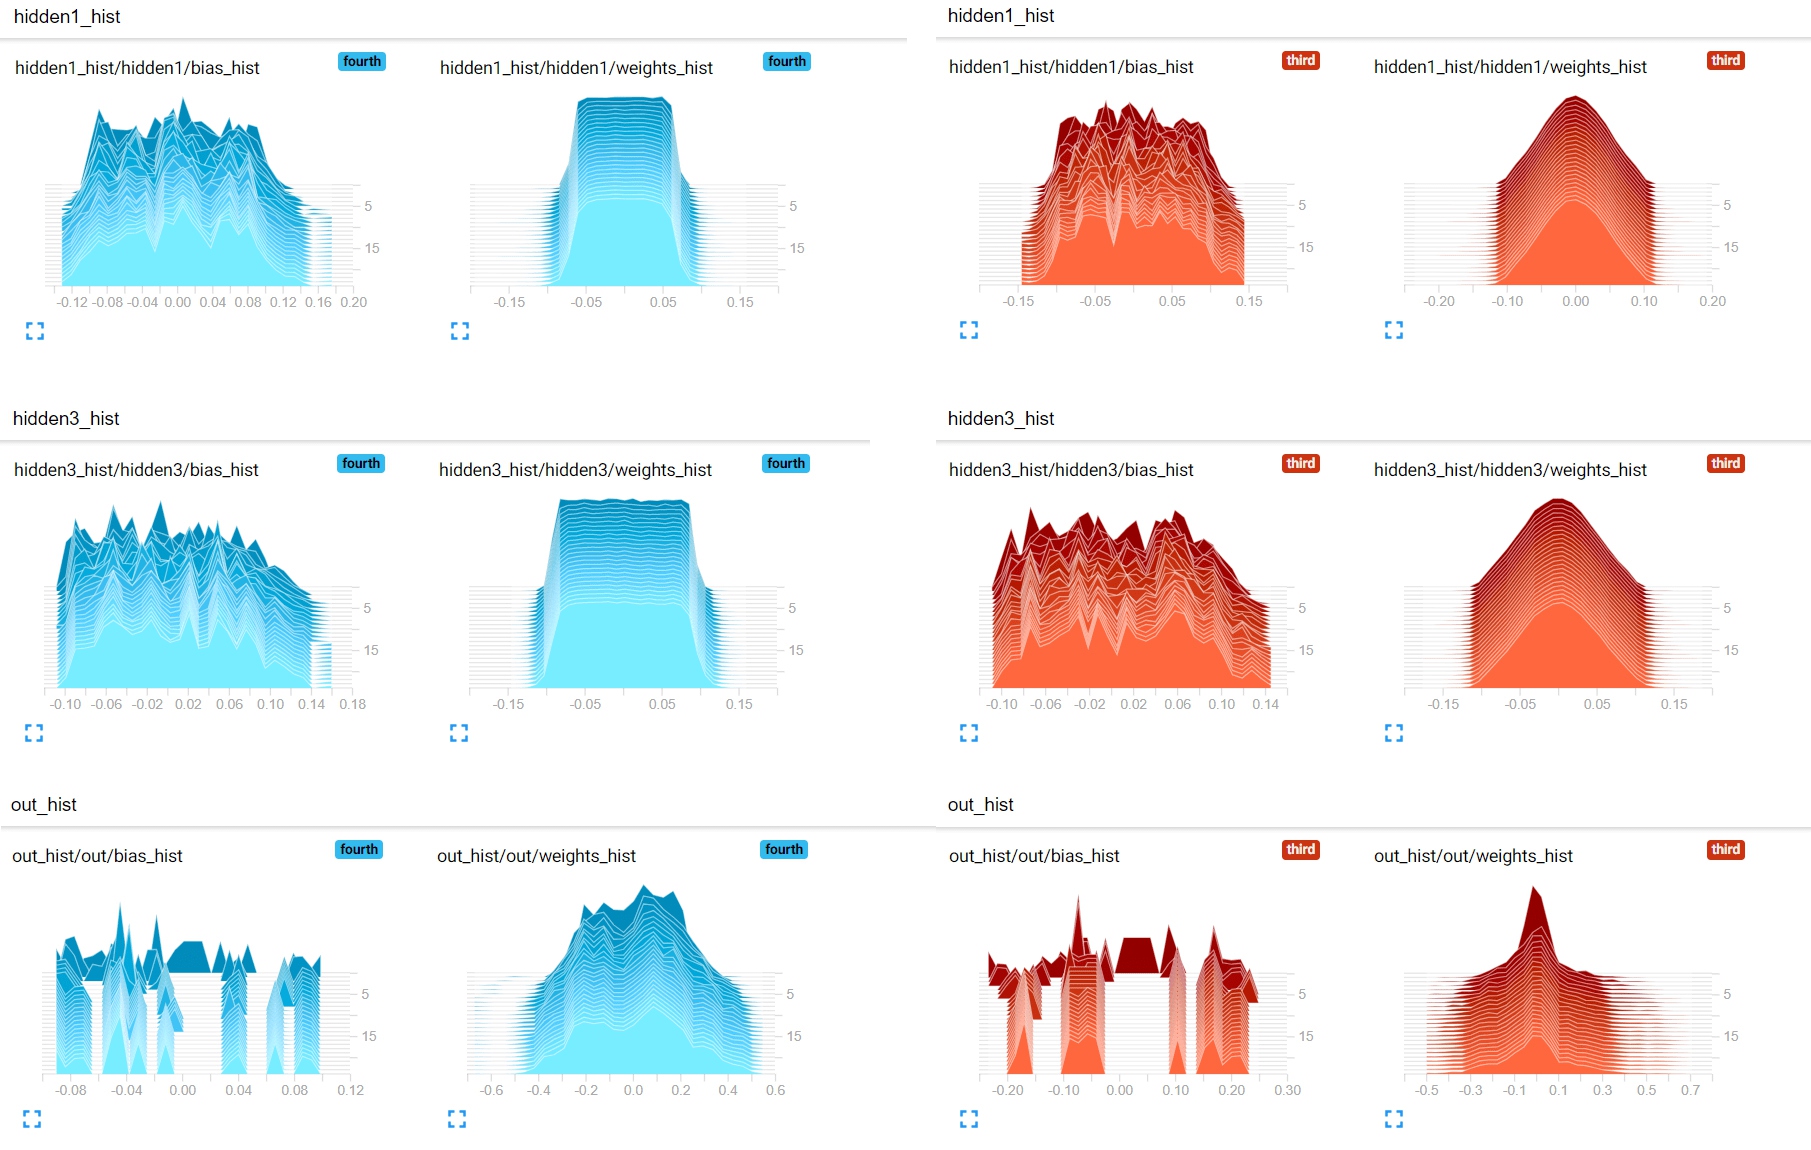 hidden1_hist
hidden1_hist
hidden1_hist/hidden1/bias_hist fourth
hidden1_hist/hidden1/weights_hist fourth
hidden1_hist/hidden1/bias_hist third
hidden1_hist/hidden1/weights_hist third
5
15
-0.12 -0.08 -0.04 0.00 0.04 0.08 0.12 0.16 0.20
5
15
-0.15 -0.05 0.05 0.15
5
15
-0.15 -0.05 0.05 0.15
5
15
-0.20 -0.10 0.00 0.10 0.20
hidden3_hist
hidden3_hist
hidden3_hist/hidden3/bias_hist fourth
hidden3_hist/hidden3/weights_hist fourth
hidden3_hist/hidden3/bias_hist third
hidden3_hist/hidden3/weights_hist third
5
15
-0.10 -0.06 -0.02 0.02 0.06 0.10 0.14 0.18
5
15
-0.15 -0.05 0.05 0.15
5
15
-0.10 -0.06 -0.02 0.02 0.06 0.10 0.14
5
15
-0.15 -0.05 0.05 0.15
out_hist
out_hist
out_hist/out/bias_hist fourth
out_hist/out/weights_hist fourth
out_hist/out/bias_hist third
out_hist/out/weights_hist third
5
15
-0.08 -0.04 0.00 0.04 0.08 0.12
5
15
-0.6 -0.4 -0.2 0.0 0.2 0.4 0.6
5
15
-0.20 -0.10 0.00 0.10 0.20 0.30
5
15
-0.5 -0.3 -0.1 0.1 0.3 0.5 0.7